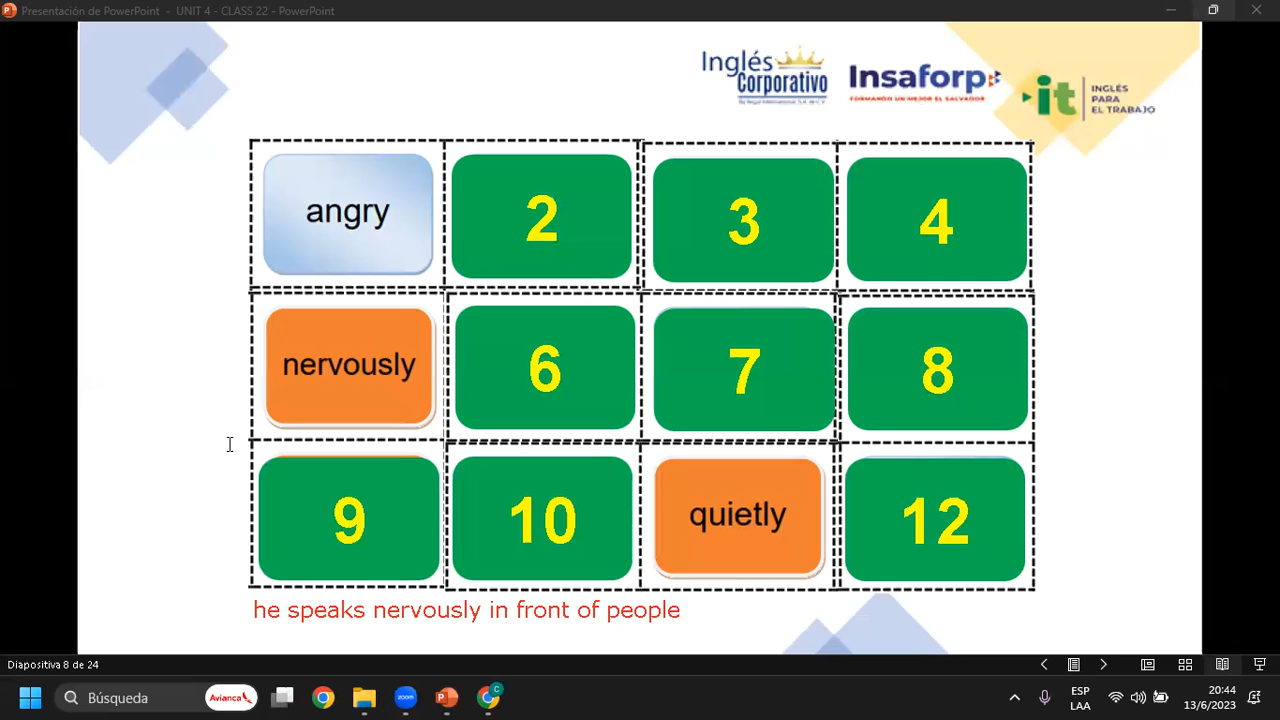 Presentación de PowerPoint - UNIT 4 - CLASS 22 - PowerPoint
Inglés
Corporativo
Insaforp
FORMANDO UN MEJOR EL SALVADOR
it
INGLÉS
PARA
EL TRABAJO
angry
2
3
4
nervously
6
7
8
9
10
quietly
12
he speaks nervously in front of people
Diapositiva 8 de 24
Búsqueda
Avianca
zoom
C
ESP
LAA
20:44
13/6/2023